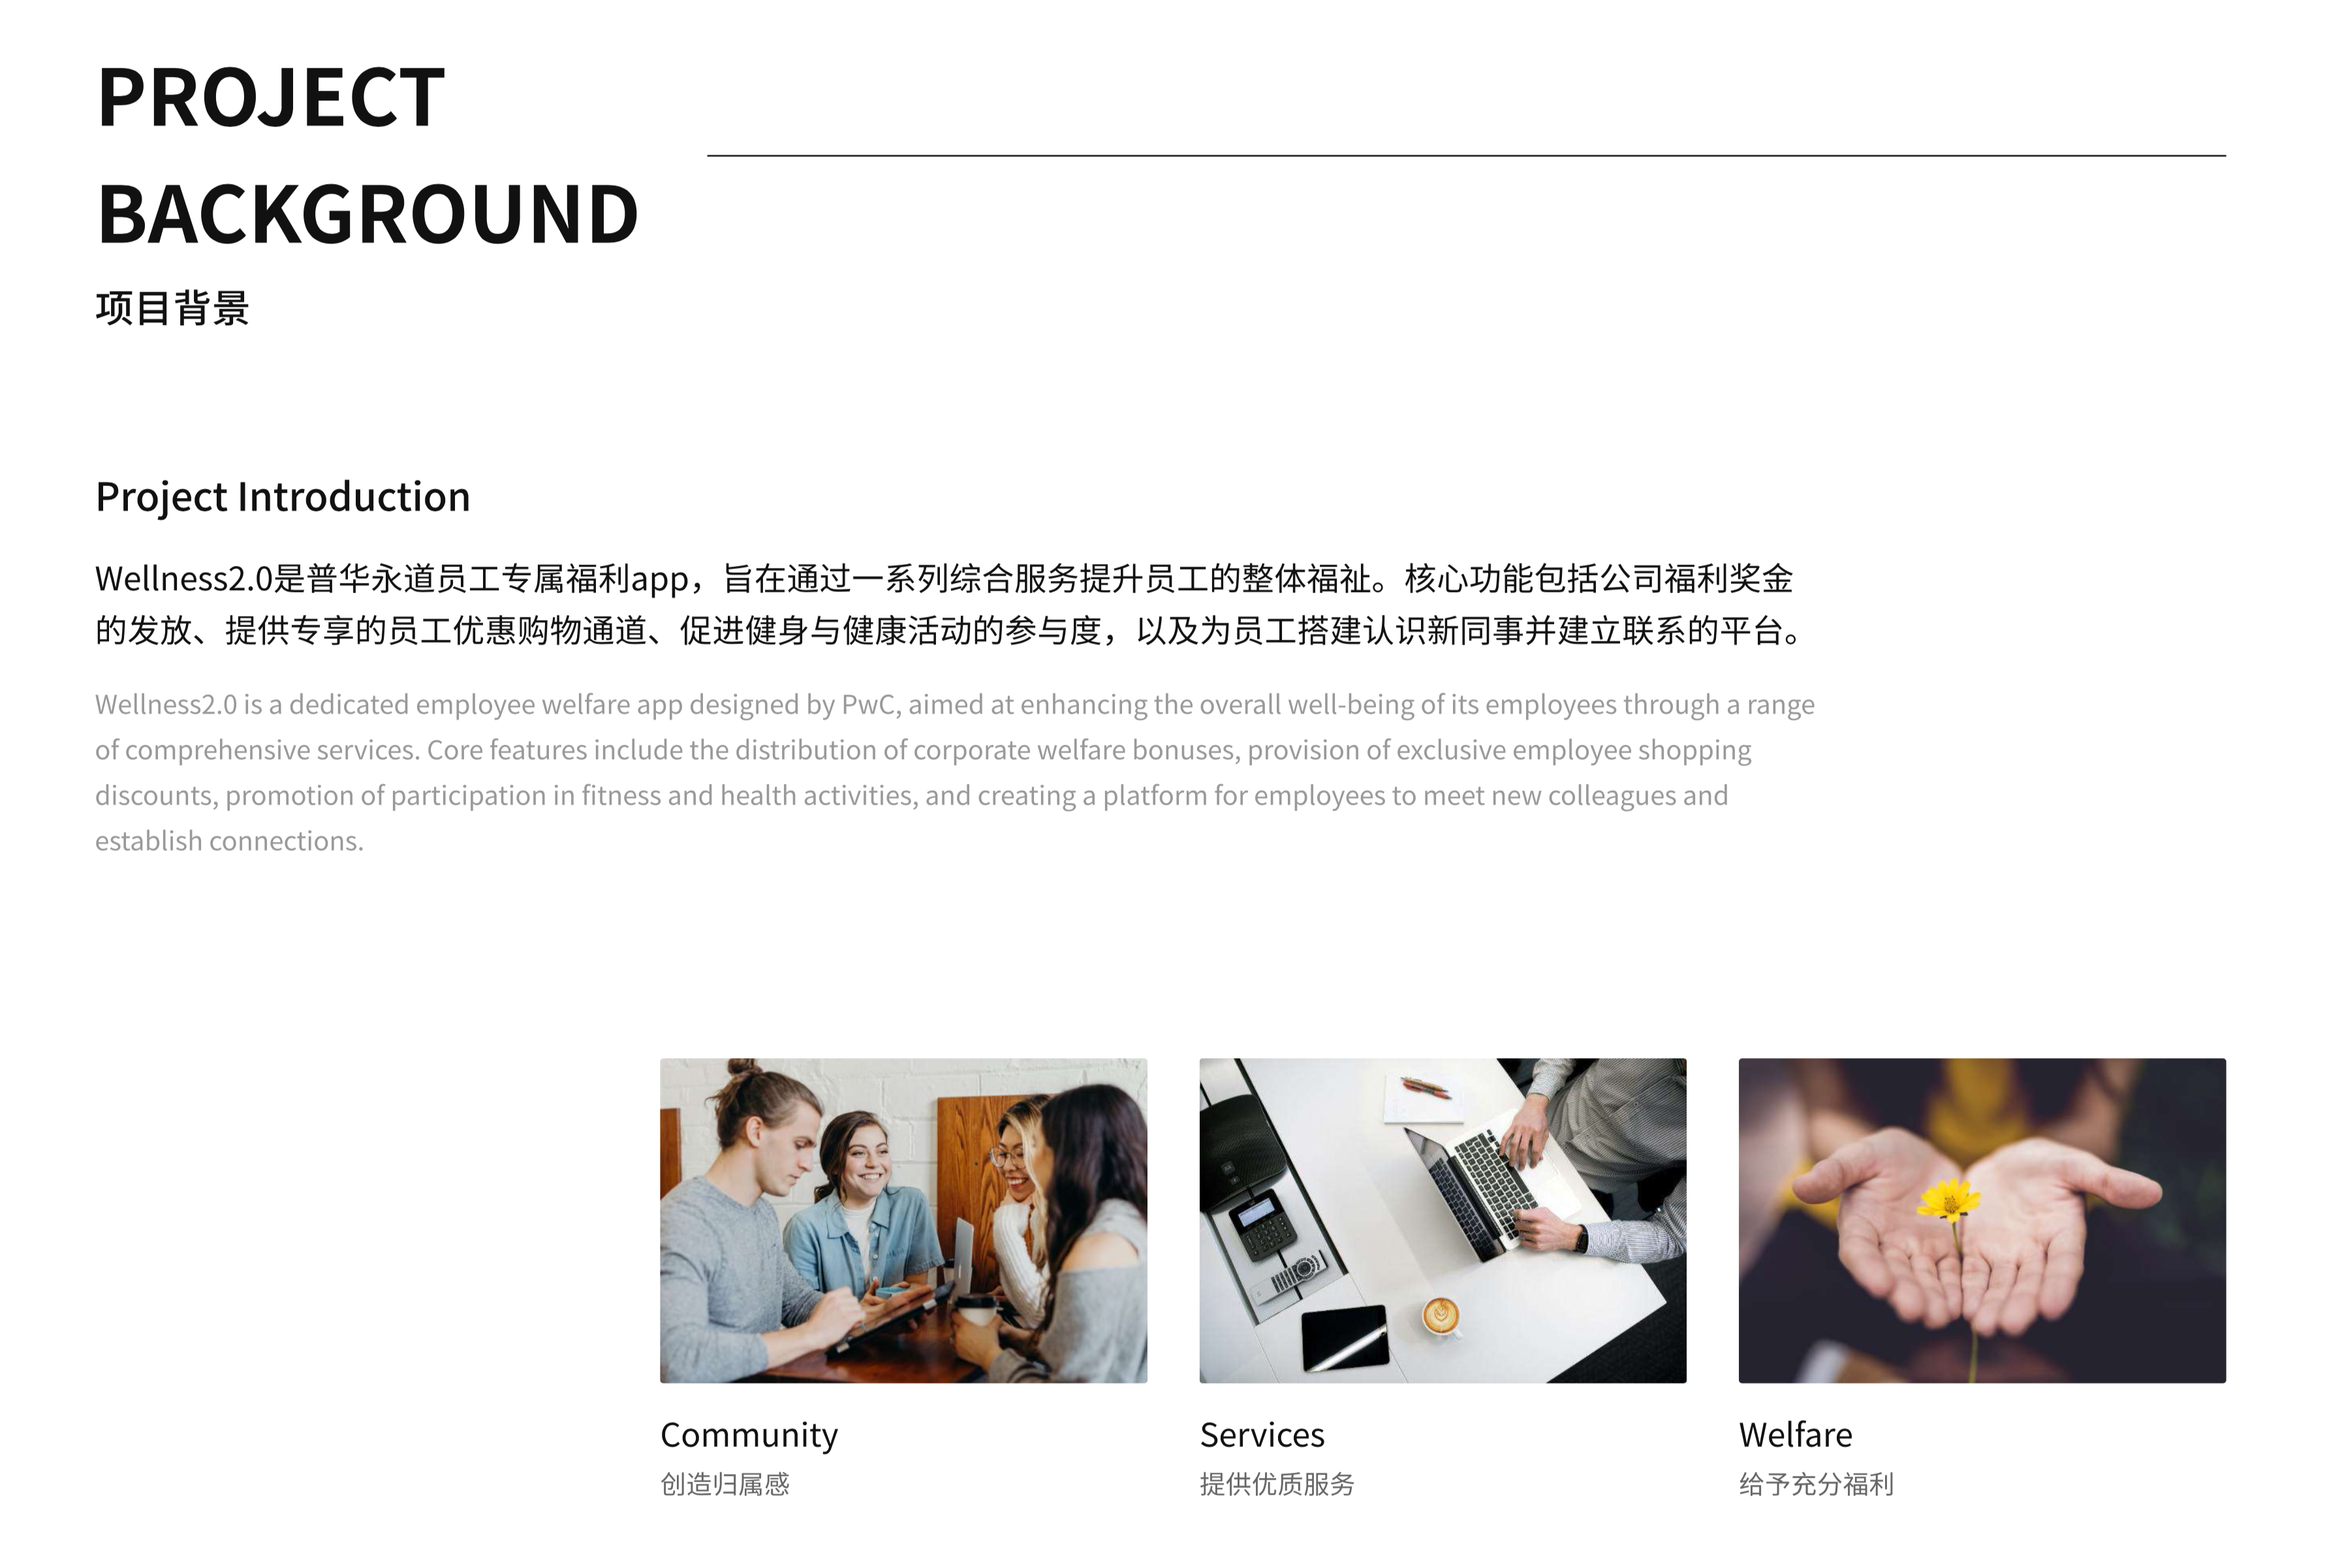 PROJECT
BACKGROUND
项目背景
Project Introduction
Wellness2.0是普华永道员工专属福利app，旨在通过一系列综合服务提升员工的整体福祉。核心功能包括公司福利奖金
的发放、提供专享的员工优惠购物通道、促进健身与健康活动的参与度，以及为员工搭建认识新同事并建立联系的平台。
Wellness2.0 is a dedicated employee welfare app designed by PwC, aimed at enhancing the overall well-being of its employees through a range
of comprehensive services. Core features include the distribution of corporate welfare bonuses, provision of exclusive employee shopping
discounts, promotion of participation in fitness and health activities, and creating a platform for employees to meet new colleagues and
establish connections.
Community
创造归属感
Services
提供优质服务
Welfare
给予充分福利